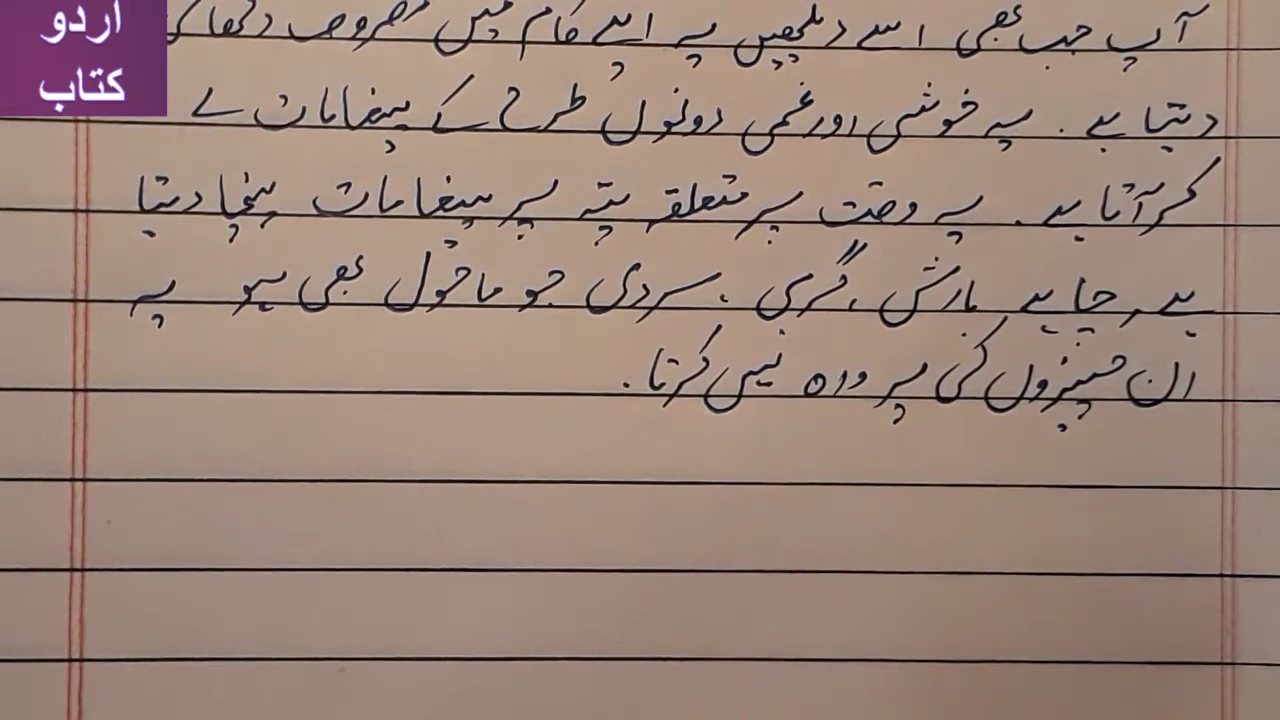 اردو
کتاب
آپ جب بھی اسے دیکھیں یہ اپنے کام میں مصروف دکھائی
دیتا ہے۔ یہ خوشی اور غمی دونوں طرح کے پیغامات لے
کر آتا ہے۔ یہ وقت پر متعلقہ پتہ پر پیغامات پہنچا دیتا
ہے۔ چاہے بارش، گرمی، سردی جو ماحول بھی ہو یہ
ان چیزوں کی پرواہ نہیں کرتا۔